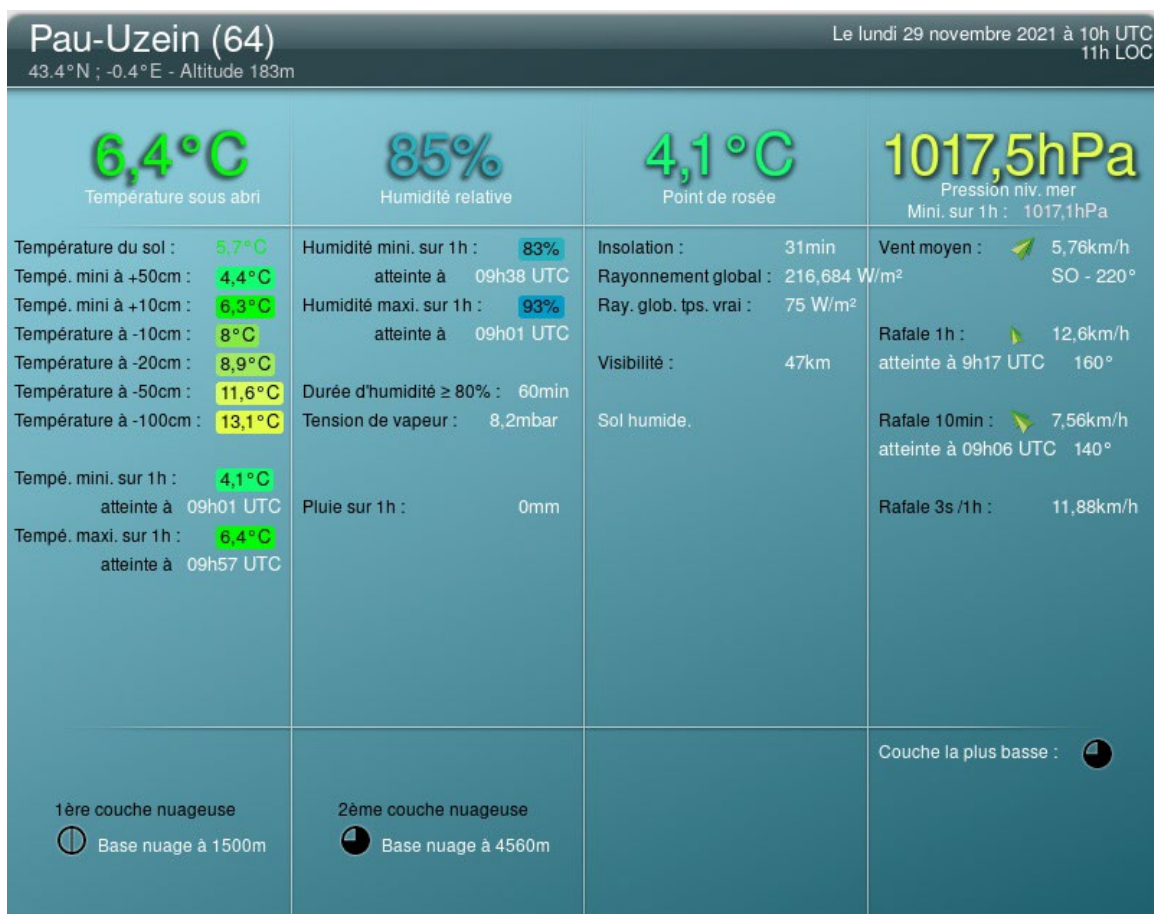 Pau-Uzein (64)
43.4°N ; -0.4°E - Altitude 183m
Le lundi 29 novembre 2021 à 10h UTC
11h LOC
6,4°C
Température sous abri
85%
Humidité relative
4,1°C
Point de rosée
1017,5hPa
Pression niv. mer
Mini. sur 1h : 1017,1hPa
Température du sol : 5,7°C
Tempé. mini à +50cm : 4,4°C
Tempé. mini à +10cm : 6,3°C
Température à -10cm : 8°C
Température à -20cm : 8,9°C
Température à -50cm : 11,6°C
Température à -100cm : 13,1°C
Tempé. mini. sur 1h : 4,1°C
atteinte à 09h01 UTC
Tempé. maxi. sur 1h : 6,4°C
atteinte à 09h57 UTC
Humidité mini. sur 1h : 83%
atteinte à 09h38 UTC
Humidité maxi. sur 1h : 93%
atteinte à 09h01 UTC
Durée d'humidité ≥ 80% : 60min
Tension de vapeur : 8,2mbar
Pluie sur 1h : 0mm
Insolation : 31min
Rayonnement global : 216,684 W/m²
Ray. glob. tps. vrai : 75 W/m²
Visibilité : 47km
Sol humide.
Vent moyen : 5,76km/h
SO - 220°
Rafale 1h : 12,6km/h
atteinte à 9h17 UTC 160°
Rafale 10min : 7,56km/h
atteinte à 09h06 UTC 140°
Rafale 3s /1h : 11,88km/h
1ère couche nuageuse
Base nuage à 1500m
2ème couche nuageuse
Base nuage à 4560m
Couche la plus basse :